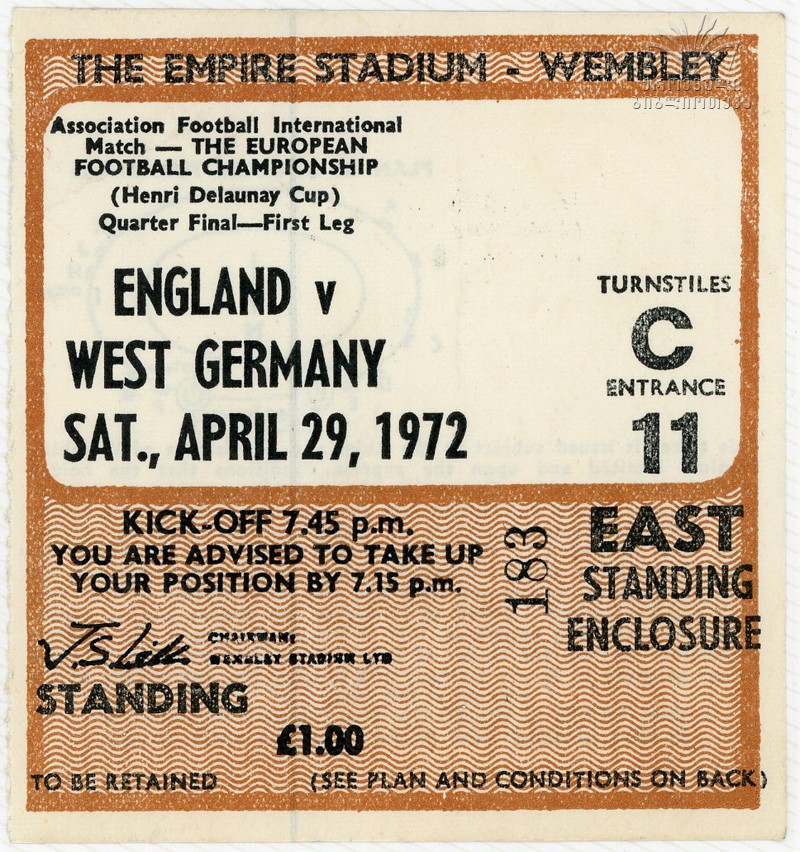 THE EMPIRE STADIUM - WEMBLEY
Association Football International
Match — THE EUROPEAN
FOOTBALL CHAMPIONSHIP
(Henri Delaunay Cup)
Quarter Final—First Leg
ENGLAND v
WEST GERMANY
SAT., APRIL 29, 1972
TURNSTILES
C
ENTRANCE
11
KICK-OFF 7.45 p.m.
YOU ARE ADVISED TO TAKE UP
YOUR POSITION BY 7.15 p.m.
183
EAST
STANDING
ENCLOSURE
CHAIRMAN:
WEMBLEY STADIUM LTD
STANDING
£1.00
TO BE RETAINED
(SEE PLAN AND CONDITIONS ON BACK)